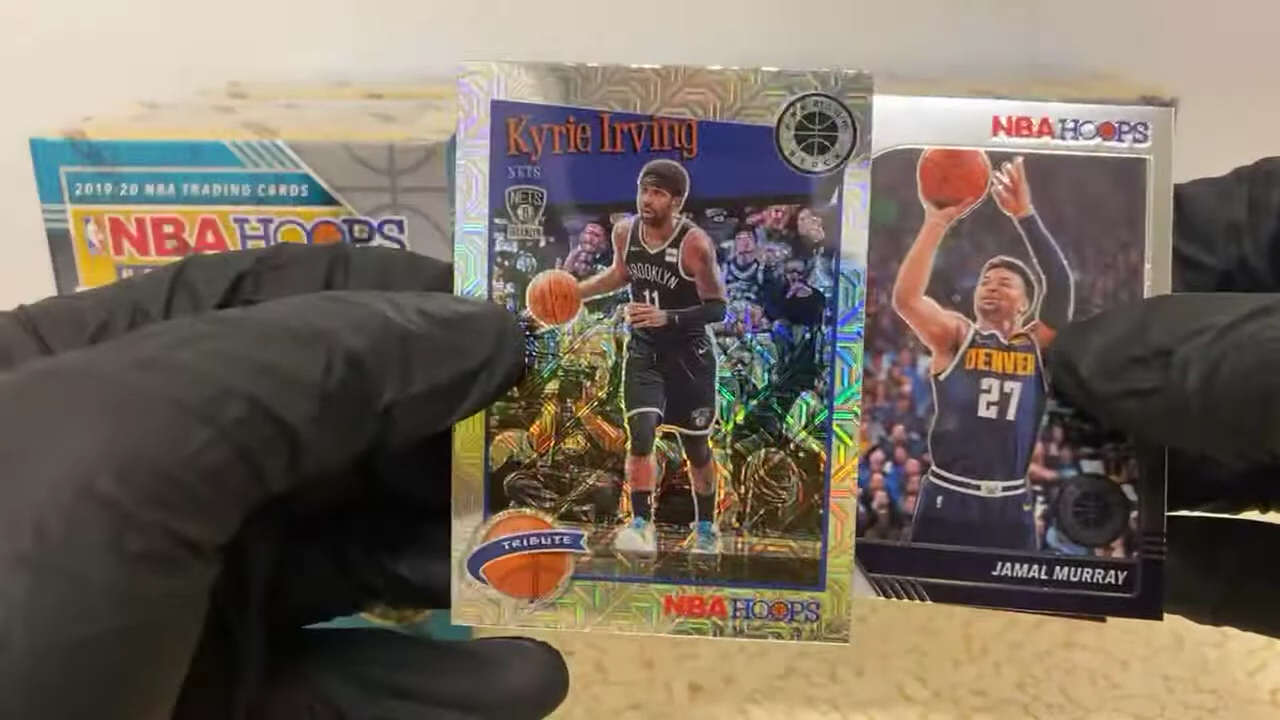 2019-20 NBA TRADING CARDS
NBA HOOPS
Kyrie Irving
NETS
NETS
BROOKLYN
11
TRIBUTE
NBA HOOPS
NBA HOOPS
DENVER
27
JAMAL MURRAY